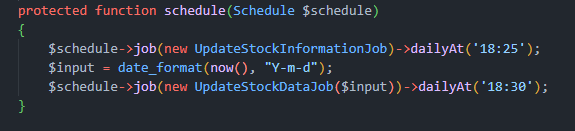 protected function schedule(Schedule $schedule)
{
$schedule->job(new UpdateStockInformationJob)->dailyAt('18:25');
$input = date_format(now(), "Y-m-d");
$schedule->job(new UpdateStockDataJob($input))->dailyAt('18:30');
}